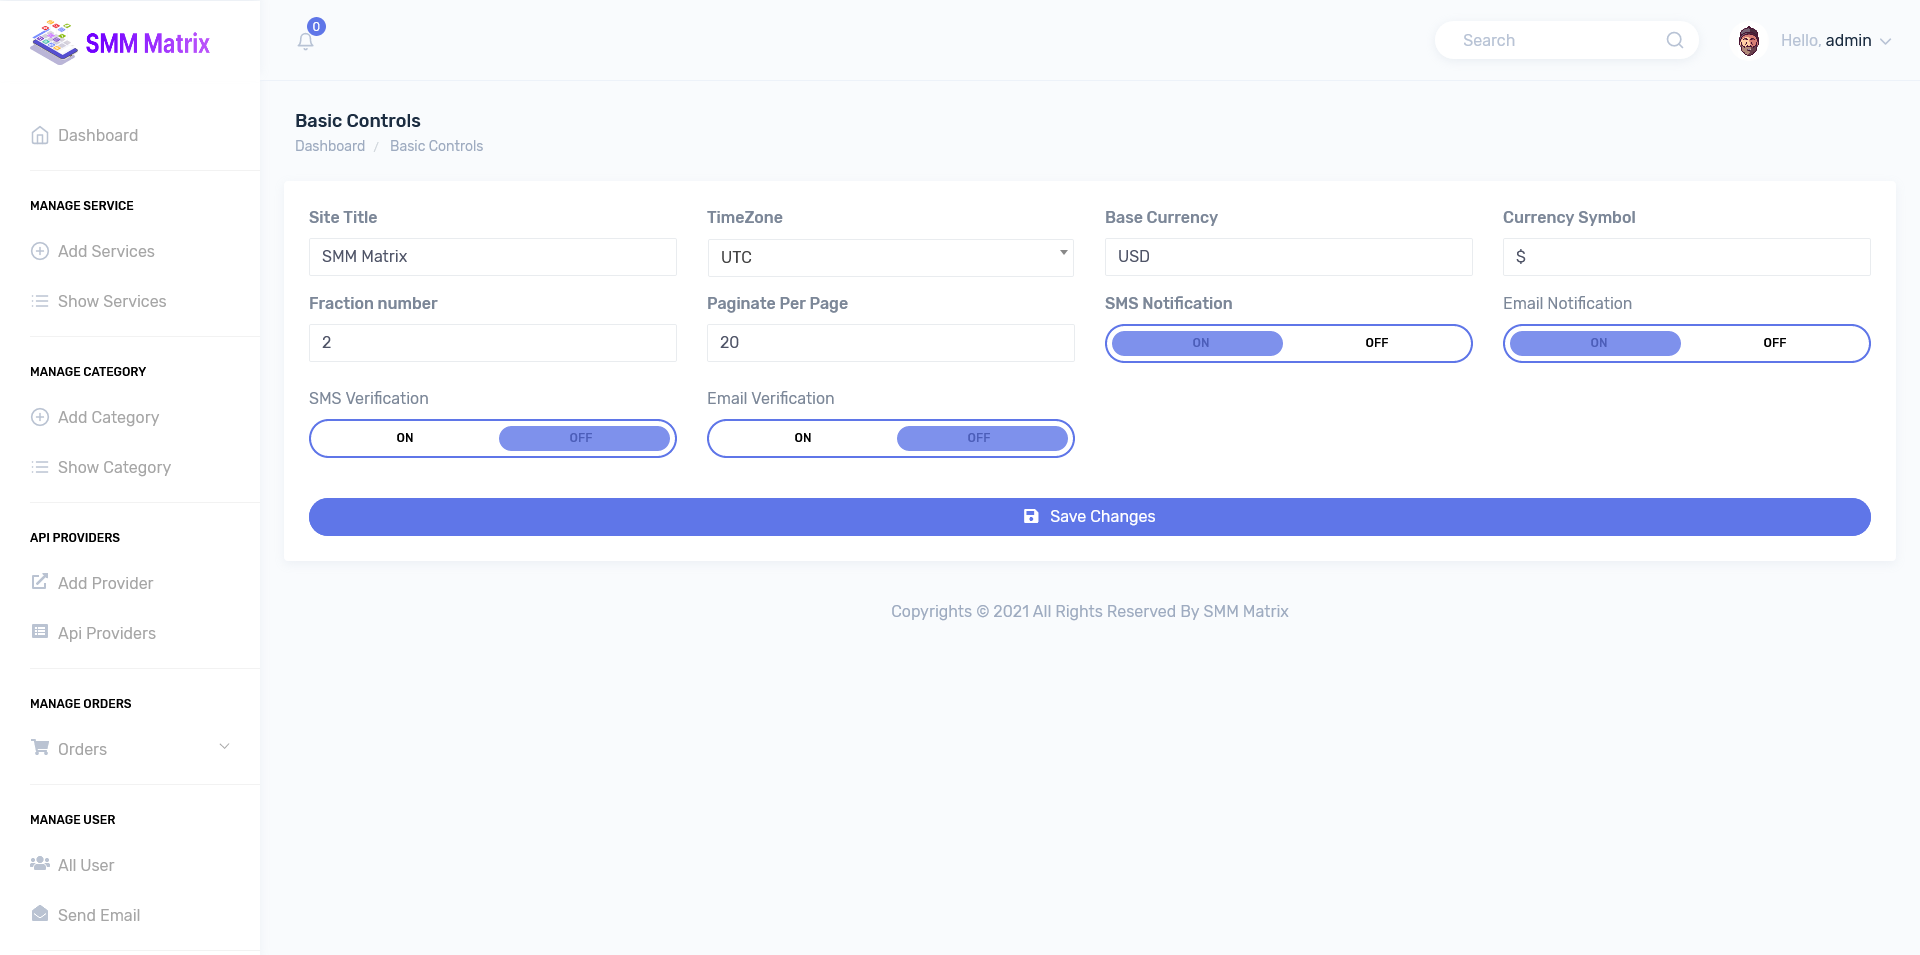 SMM Matrix
0
Search
Hello, admin
Dashboard
MANAGE SERVICE
Add Services
Show Services
MANAGE CATEGORY
Add Category
Show Category
API PROVIDERS
Add Provider
Api Providers
MANAGE ORDERS
Orders
MANAGE USER
All User
Send Email
Basic Controls
Dashboard / Basic Controls
Site Title
SMM Matrix
TimeZone
UTC
Base Currency
USD
Currency Symbol
$
Fraction number
2
Paginate Per Page
20
SMS Notification
ON OFF
Email Notification
ON OFF
SMS Verification
ON OFF
Email Verification
ON OFF
Save Changes
Copyrights © 2021 All Rights Reserved By SMM Matrix